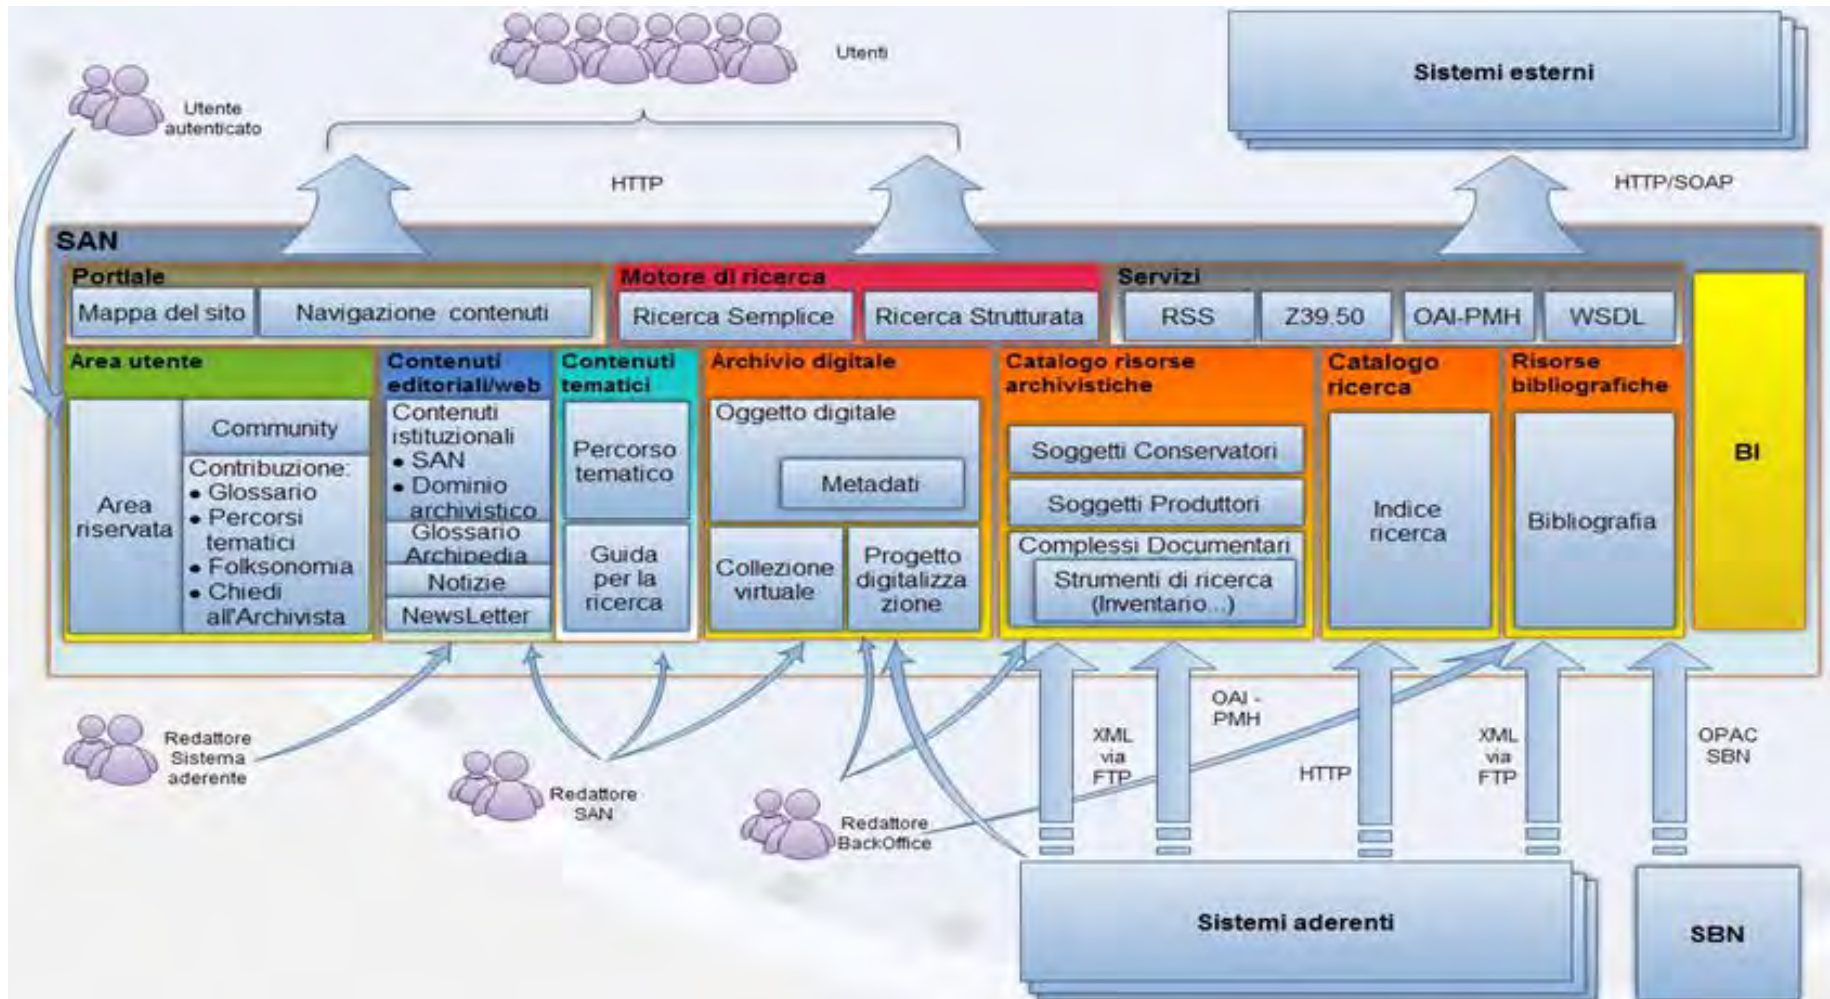 Utenti
Sistemi esterni
Utente
autenticato
HTTP
HTTP/SOAP
SAN
Portiale
Motore di ricerca
Servizi
Mappa del sito
Navigazione contenuti
Ricerca Semplice
Ricerca Strutturata
RSS
Z39.50
OAI-PMH
WSDL
BI
Area utente
Area
riservata
Community
Contribuzione:
• Glossario
• Percorsi
tematici
• Folksonomia
• Chiedi
all'Archivista
Contenuti
editoriali/web
Contenuti
istituzionali
• SAN
• Dominio
archivistico
Glossario
Archipedia
Notizie
NewsLetter
Contenuti
tematici
Percorso
tematico
Guida
per la
ricerca
Archivio digitale
Oggetto digitale
Metadati
Collezione
virtuale
Progetto
digitalizza
zione
Catalogo risorse
archivistiche
Soggetti Conservatori
Soggetti Produttori
Complessi Documentari
Strumenti di ricerca
(Inventario...)
Catalogo
ricerca
Indice
ricerca
Risorse
bibliografiche
Bibliografia
Redattore
Sistema
aderente
Redattore
SAN
Redattore
BackOffice
XML
via
FTP
OAI -
PMH
HTTP
XML
via
FTP
OPAC
SBN
Sistemi aderenti
SBN